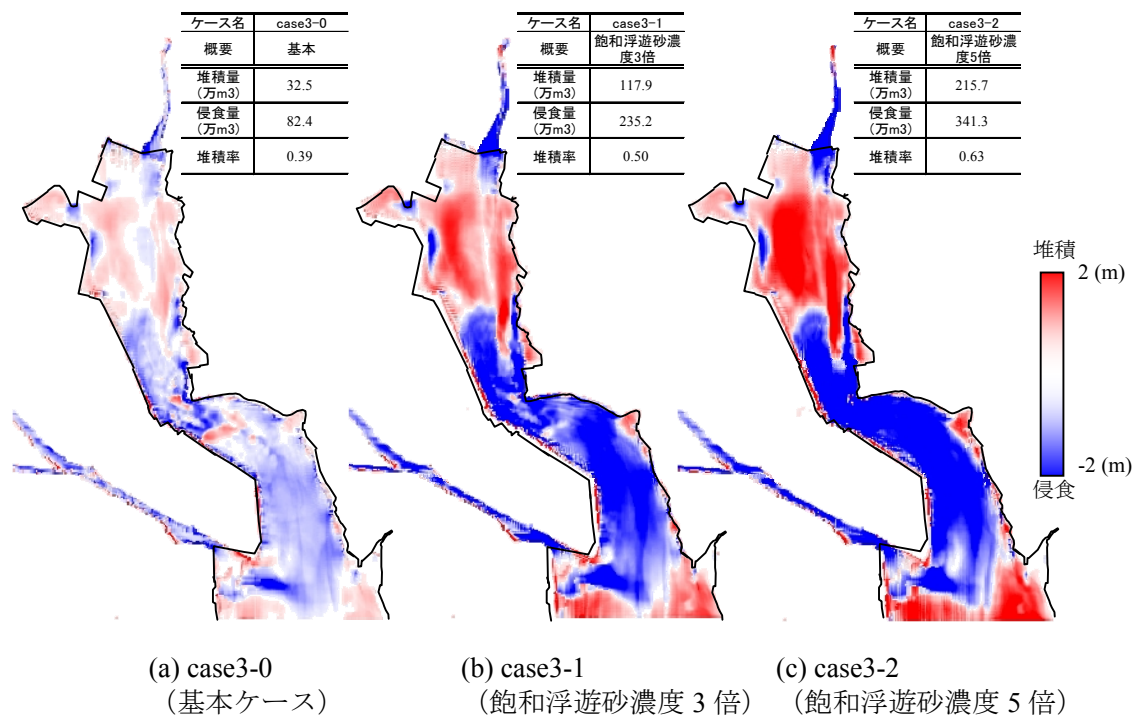 ケース名 case3-0
概要 基本
堆積量
(万m3) 32.5
侵食量
(万m3) 82.4
堆積率 0.39
ケース名 case3-1
概要 飽和浮遊砂濃
度3倍
堆積量
(万m3) 117.9
侵食量
(万m3) 235.2
堆積率 0.50
ケース名 case3-2
概要 飽和浮遊砂濃
度5倍
堆積量
(万m3) 215.7
侵食量
(万m3) 341.3
堆積率 0.63
堆積
2 (m)
-2 (m)
侵食
(a) case3-0
（基本ケース）
(b) case3-1
（飽和浮遊砂濃度 3 倍）
(c) case3-2
（飽和浮遊砂濃度 5 倍）